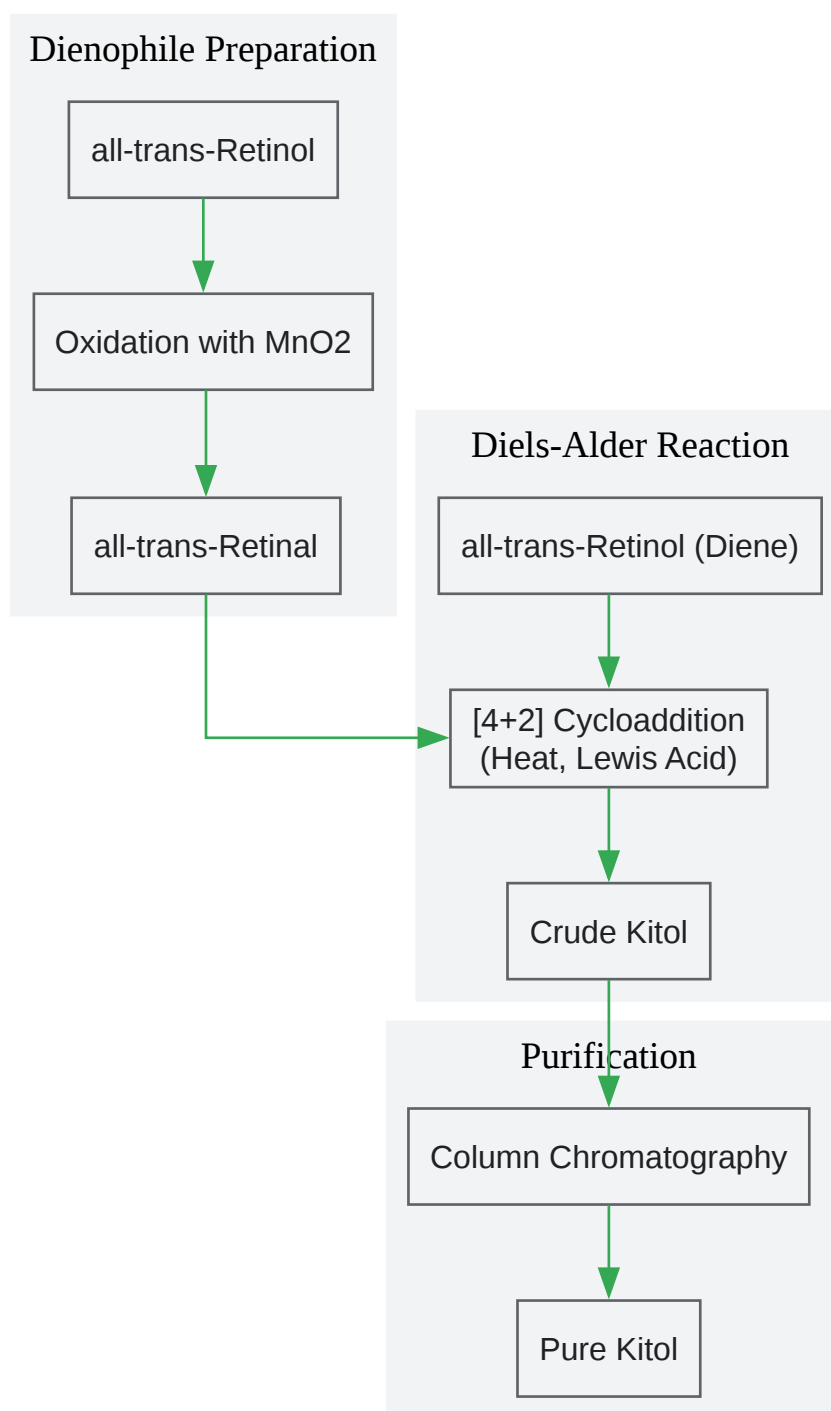 Dienophile Preparation
all-trans-Retinol
Oxidation with MnO2
all-trans-Retinal
Diels-Alder Reaction
all-trans-Retinol (Diene)
[4+2] Cycloaddition
(Heat, Lewis Acid)
Crude Kitol
Purification
Column Chromatography
Pure Kitol